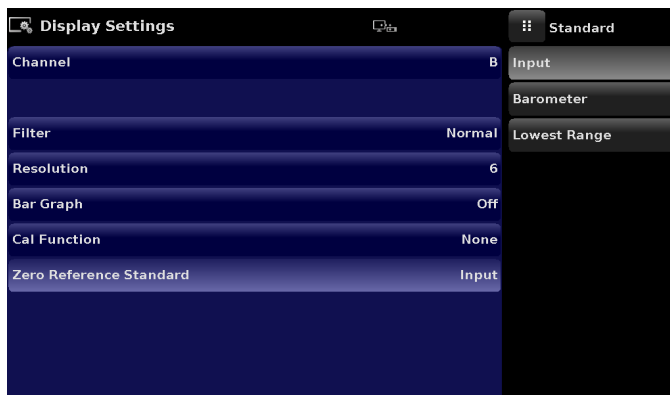 Display Settings
Standard
Channel B
Input
Barometer
Filter Normal
Lowest Range
Resolution 6
Bar Graph Off
Cal Function None
Zero Reference Standard Input